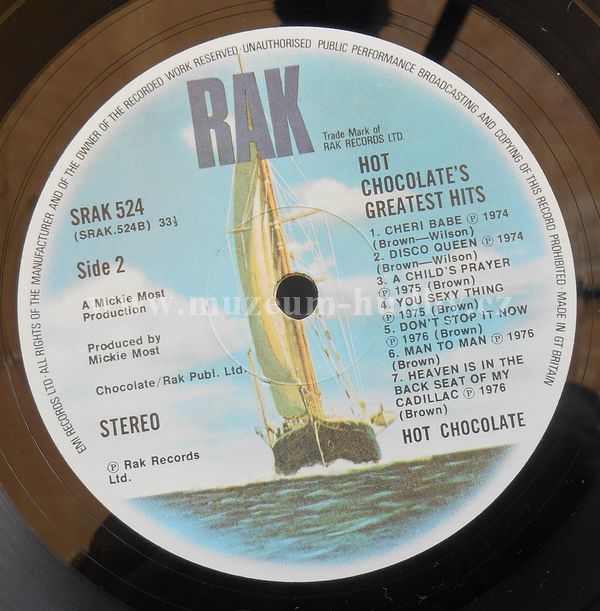 EMI RECORDS LTD·ALL RIGHTS OF THE MANUFACTURER AND OF THE OWNER OF THE RECORDED WORK RESERVED·UNAUTHORISED PUBLIC PERFORMANCE BROADCASTING AND COPYING OF THIS RECORD PROHIBITED·MADE IN GT BRITAIN
RAK
Trade Mark of
RAK RECORDS LTD.
SRAK 524
(SRAK.524B) 33⅓
Side 2
A Mickie Most
Production
Produced by
Mickie Most
Chocolate/Rak Publ. Ltd.
STEREO
Ⓟ Rak Records
Ltd.
HOT
CHOCOLATE'S
GREATEST HITS
1. CHERI BABE Ⓟ 1974
(Brown—Wilson)
2. DISCO QUEEN Ⓟ 1974
(Brown—Wilson)
3. A CHILD'S PRAYER
Ⓟ 1975 (Brown)
4. YOU SEXY THING
Ⓟ 1975 (Brown)
5. DON'T STOP IT NOW
Ⓟ 1976 (Brown)
6. MAN TO MAN Ⓟ 1976
(Brown)
7. HEAVEN IS IN THE
BACK SEAT OF MY
CADILLAC Ⓟ 1976
(Brown)
HOT CHOCOLATE